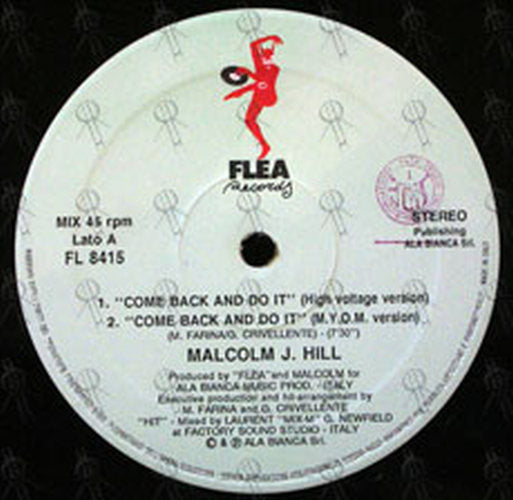 FLEA
Records
MIX 45 rpm
Lato A
FL 8415
STEREO
Publishing
ALA BIANCA Srl.
1. "COME BACK AND DO IT" (High voltage version)
2. "COME BACK AND DO IT" (M.Y.O.M. version)
(M. FARINA/G. CRIVELLENTE) - (7'30")
MALCOLM J. HILL
Produced by "FLEA" and MALCOLM for
ALA BIANCA MUSIC PROD. - ITALY
Executive production and hit-arrangement by
M. FARINA and G. CRIVELLENTE
"HIT" - Mixed by LAURENT "MIX-M" G. NEWFIELD
at FACTORY SOUND STUDIO - ITALY
© & ℗ ALA BIANCA Srl.